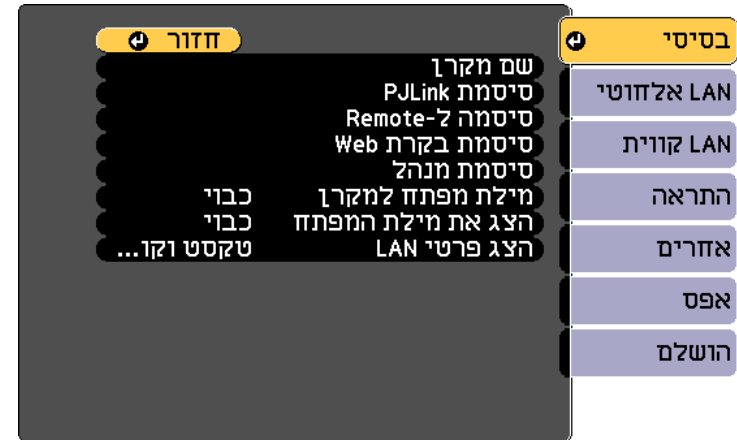 בסיסי
LAN אלחוטי
LAN קווית
התראה
אחרים
אפס
הושלם
חזור
שם מקרן
סיסמת PJLink
סיסמה ל-Remote
סיסמת בקרת Web
סיסמת מנהל
מילת מפתח למקרן כבוי
הצג את מילת המפתח כבוי
הצג פרטי LAN טקסט וקו...